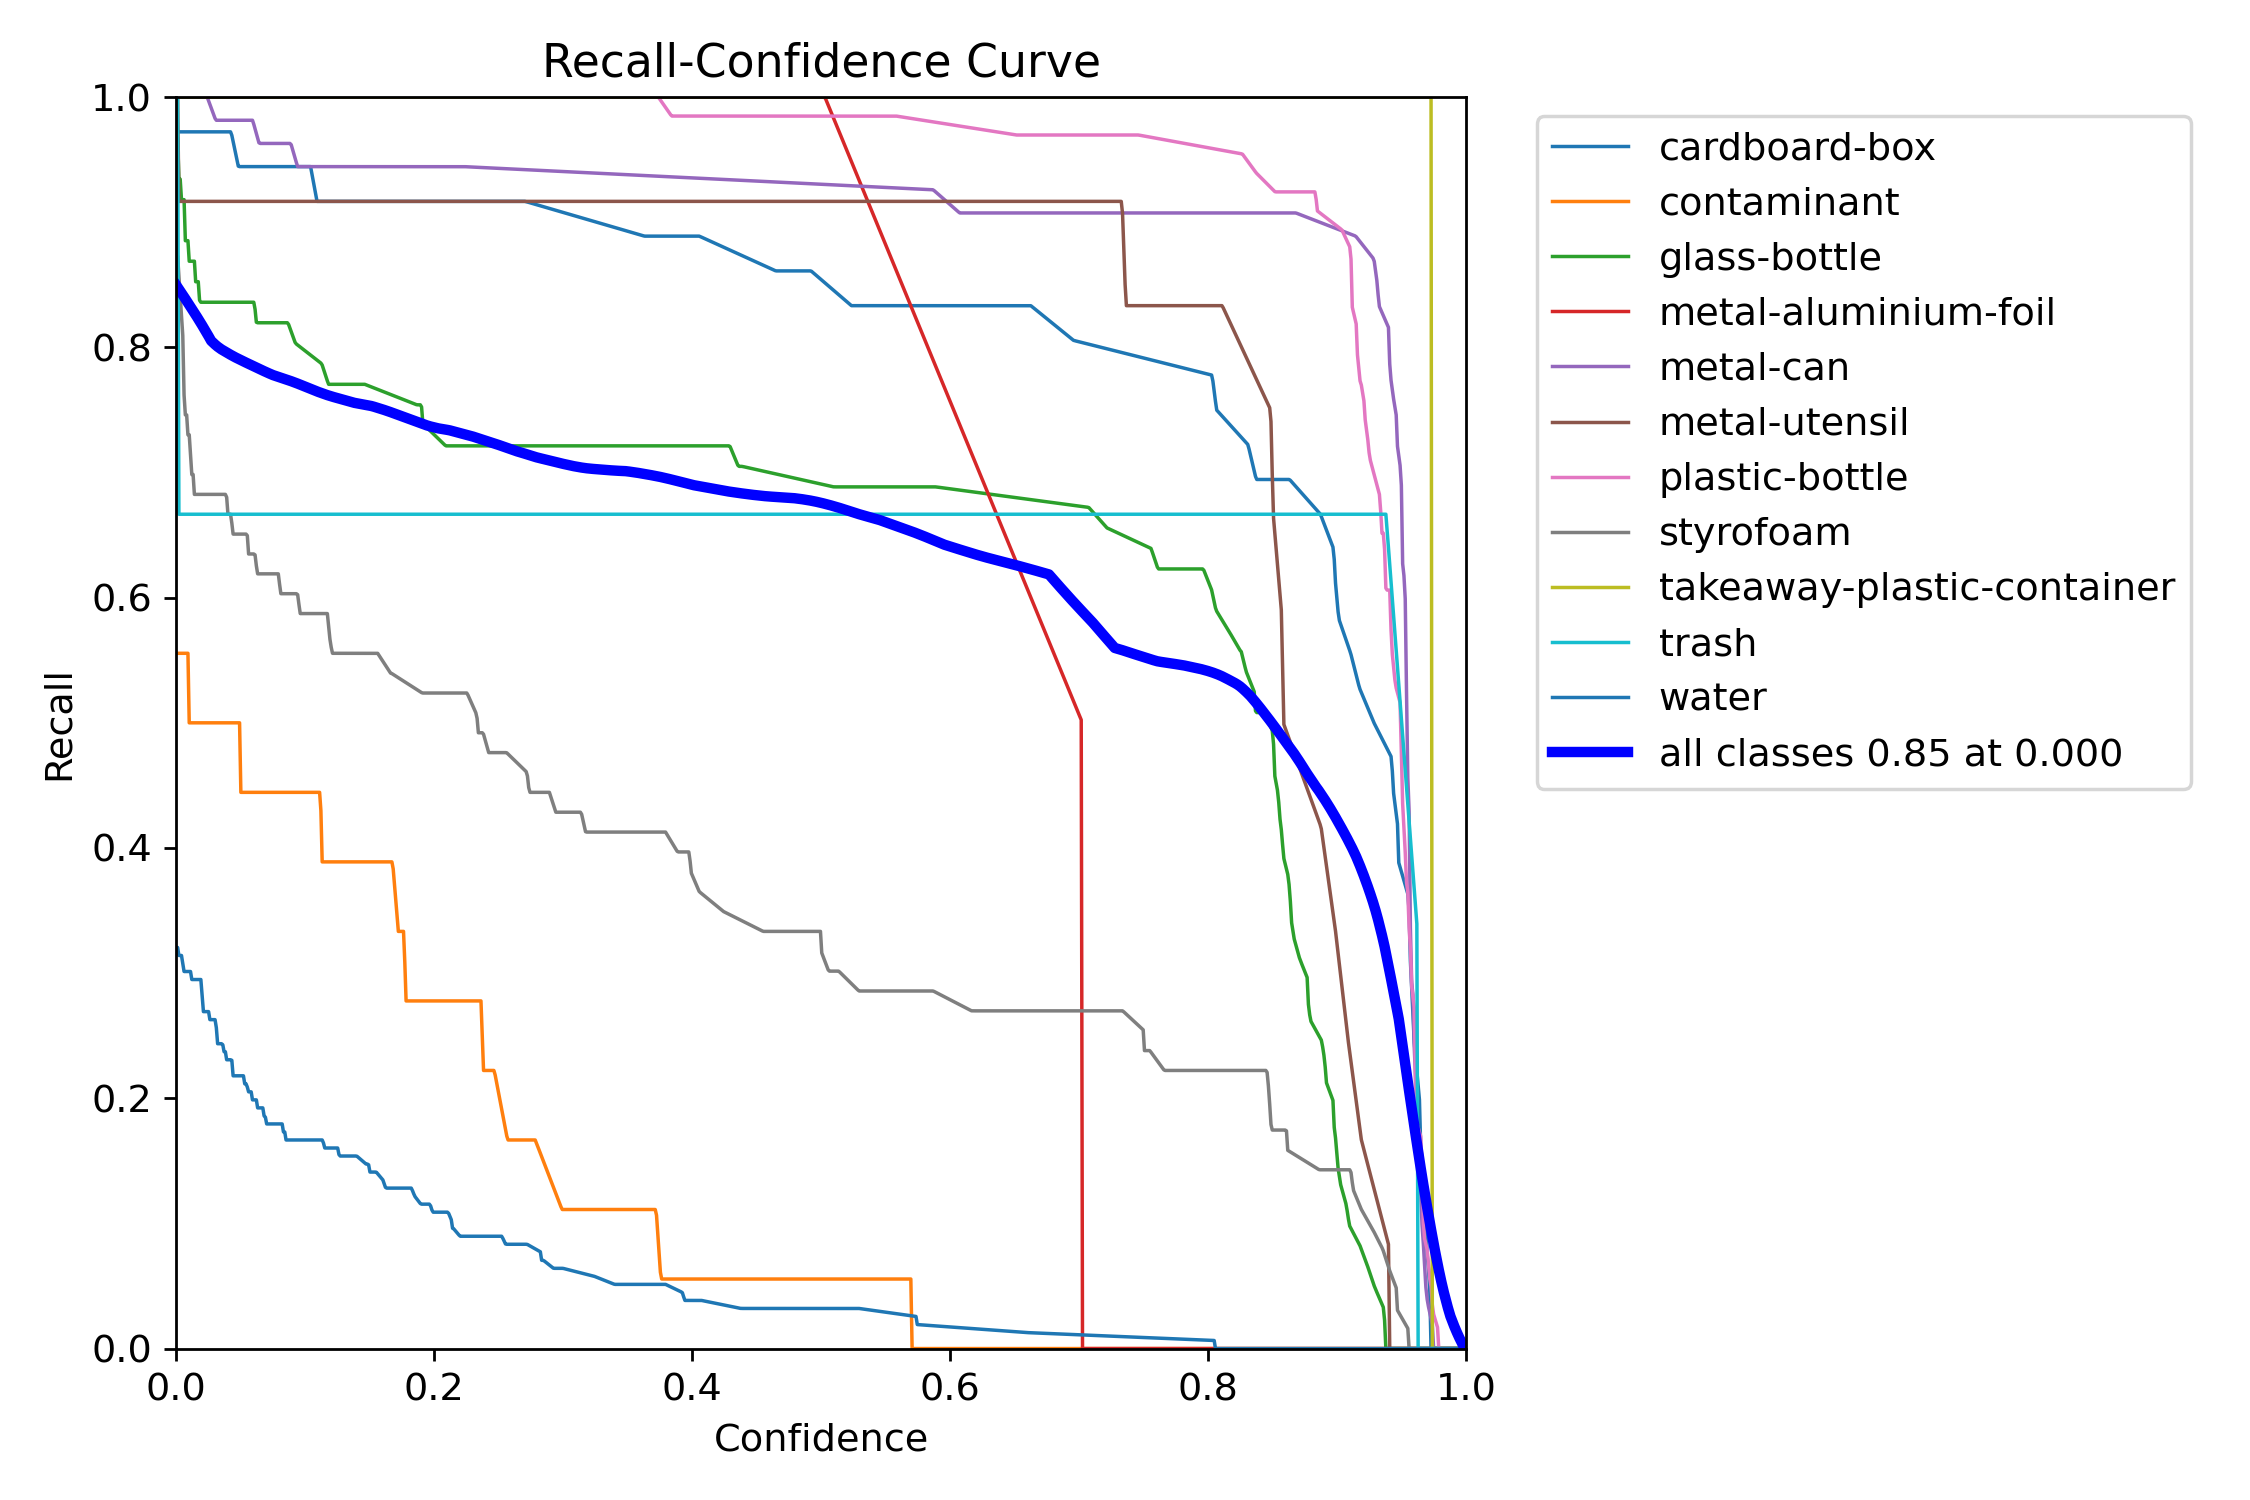 Recall-Confidence Curve
1.0
0.8
0.6
0.4
0.2
0.0
Recall
0.0 0.2 0.4 0.6 0.8 1.0
Confidence
cardboard-box
contaminant
glass-bottle
metal-aluminium-foil
metal-can
metal-utensil
plastic-bottle
styrofoam
takeaway-plastic-container
trash
water
all classes 0.85 at 0.000